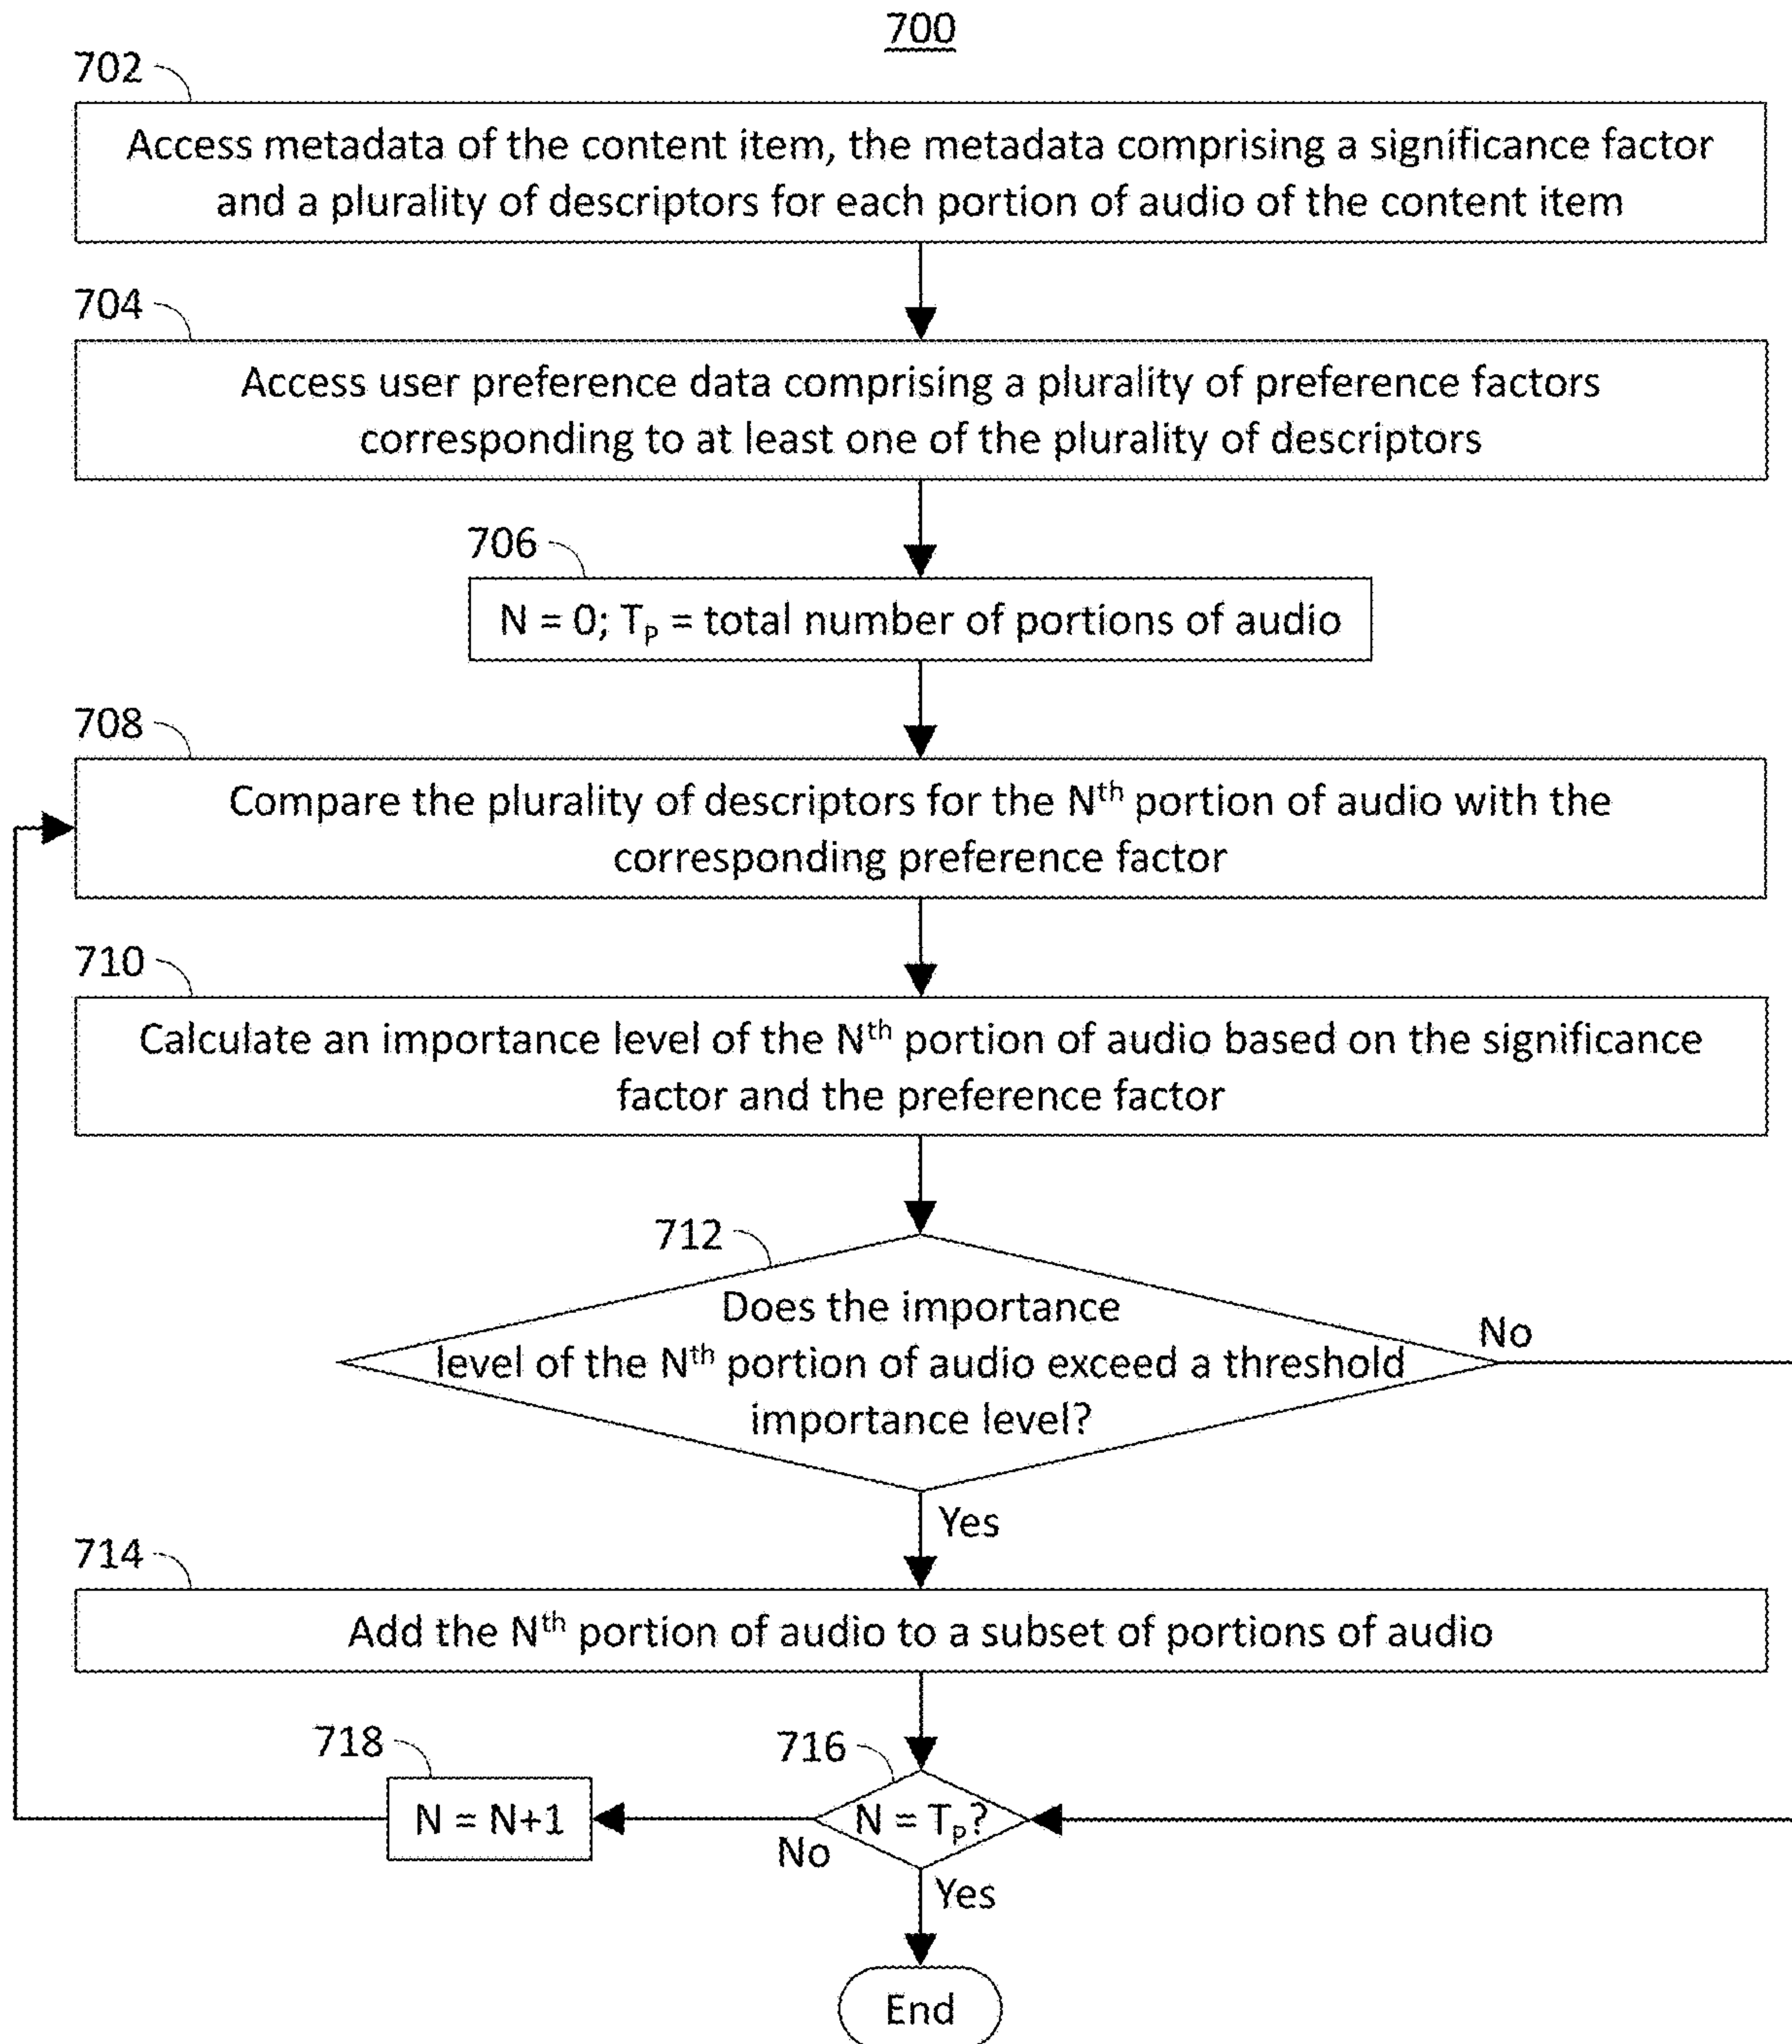 700
702
Access metadata of the content item, the metadata comprising a significance factor
and a plurality of descriptors for each portion of audio of the content item
704
Access user preference data comprising a plurality of preference factors
corresponding to at least one of the plurality of descriptors
706
N = 0; Tₚ = total number of portions of audio
708
Compare the plurality of descriptors for the Nᵗʰ portion of audio with the
corresponding preference factor
710
Calculate an importance level of the Nᵗʰ portion of audio based on the significance
factor and the preference factor
712
Does the importance
level of the Nᵗʰ portion of audio exceed a threshold
importance level?
No
Yes
714
Add the Nᵗʰ portion of audio to a subset of portions of audio
718
716
N = N+1
N = Tₚ?
No
Yes
End